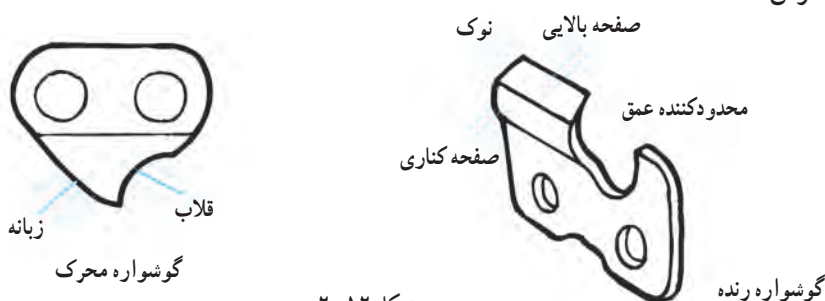 صفحه بالایی
نوک
محدودکننده عمق
صفحه کناری
قلاب
زبانه
گوشواره محرک
گوشواره رنده